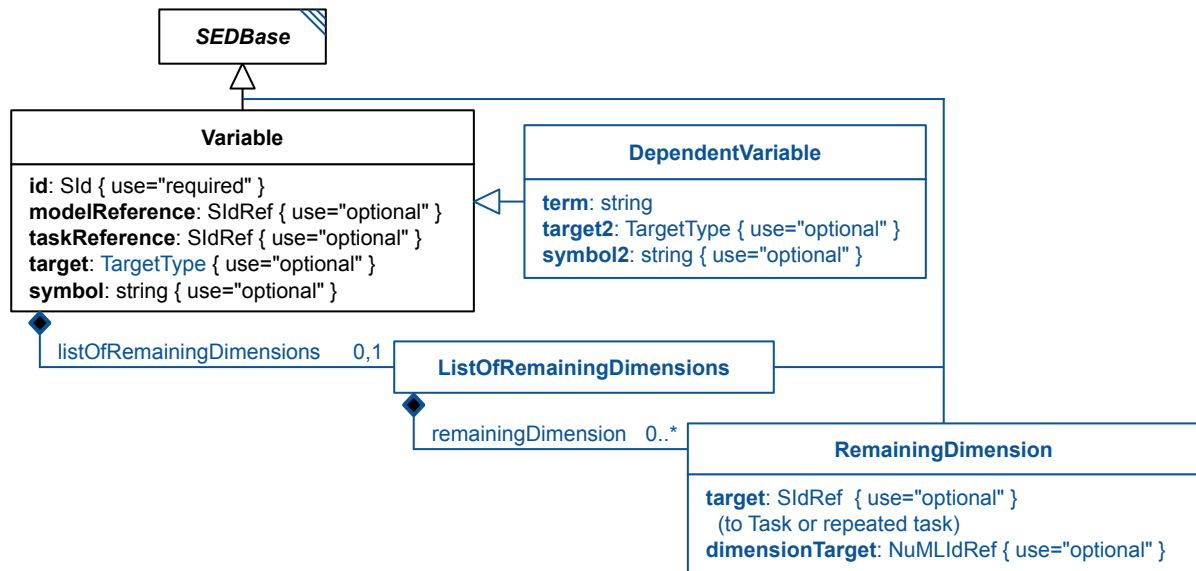 SEDBase
Variable
id: SId { use="required" }
modelReference: SIdRef { use="optional" }
taskReference: SIdRef { use="optional" }
target: TargetType { use="optional" }
symbol: string { use="optional" }
DependentVariable
term: string
target2: TargetType { use="optional" }
symbol2: string { use="optional" }
listOfRemainingDimensions 0,1
ListOfRemainingDimensions
remainingDimension 0..*
RemainingDimension
target: SIdRef { use="optional" }
(to Task or repeated task)
dimensionTarget: NuMLIdRef { use="optional" }